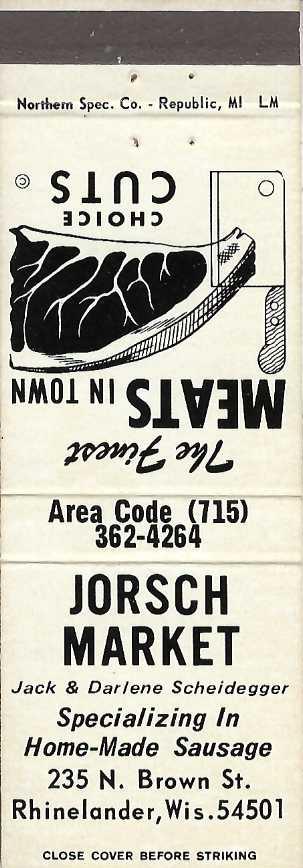 Northern Spec. Co. - Republic, MI LM
The Finest
MEATS IN TOWN
CHOICE
CUTS
©
Area Code (715)
362-4264
JORSCH
MARKET
Jack & Darlene Scheidegger
Specializing In
Home-Made Sausage
235 N. Brown St.
Rhinelander,Wis.54501
CLOSE COVER BEFORE STRIKING